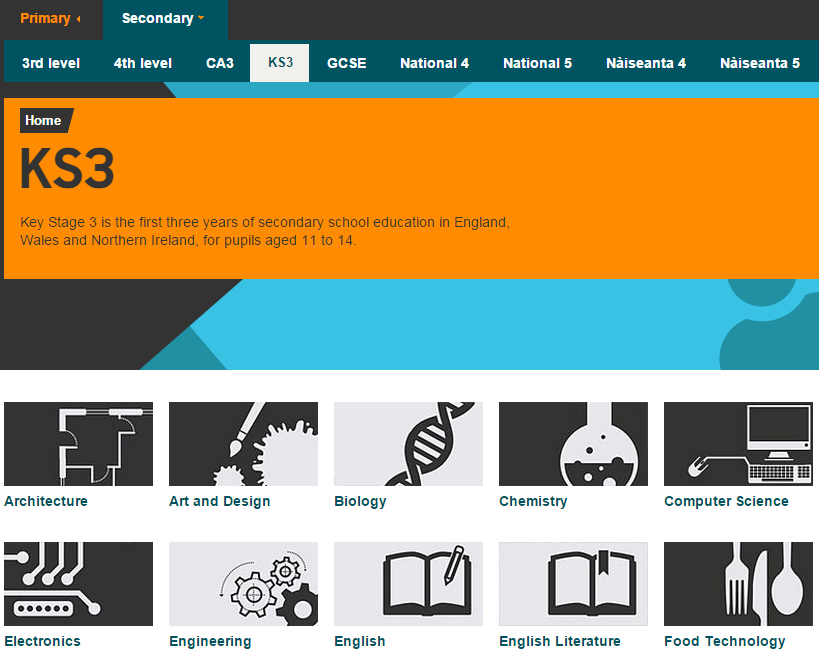 Primary Secondary
3rd level 4th level CA3 KS3 GCSE National 4 National 5 Nàiseanta 4 Nàiseanta 5
Home
KS3
Key Stage 3 is the first three years of secondary school education in England,
Wales and Northern Ireland, for pupils aged 11 to 14.
Architecture Art and Design Biology Chemistry Computer Science
Electronics Engineering English English Literature Food Technology